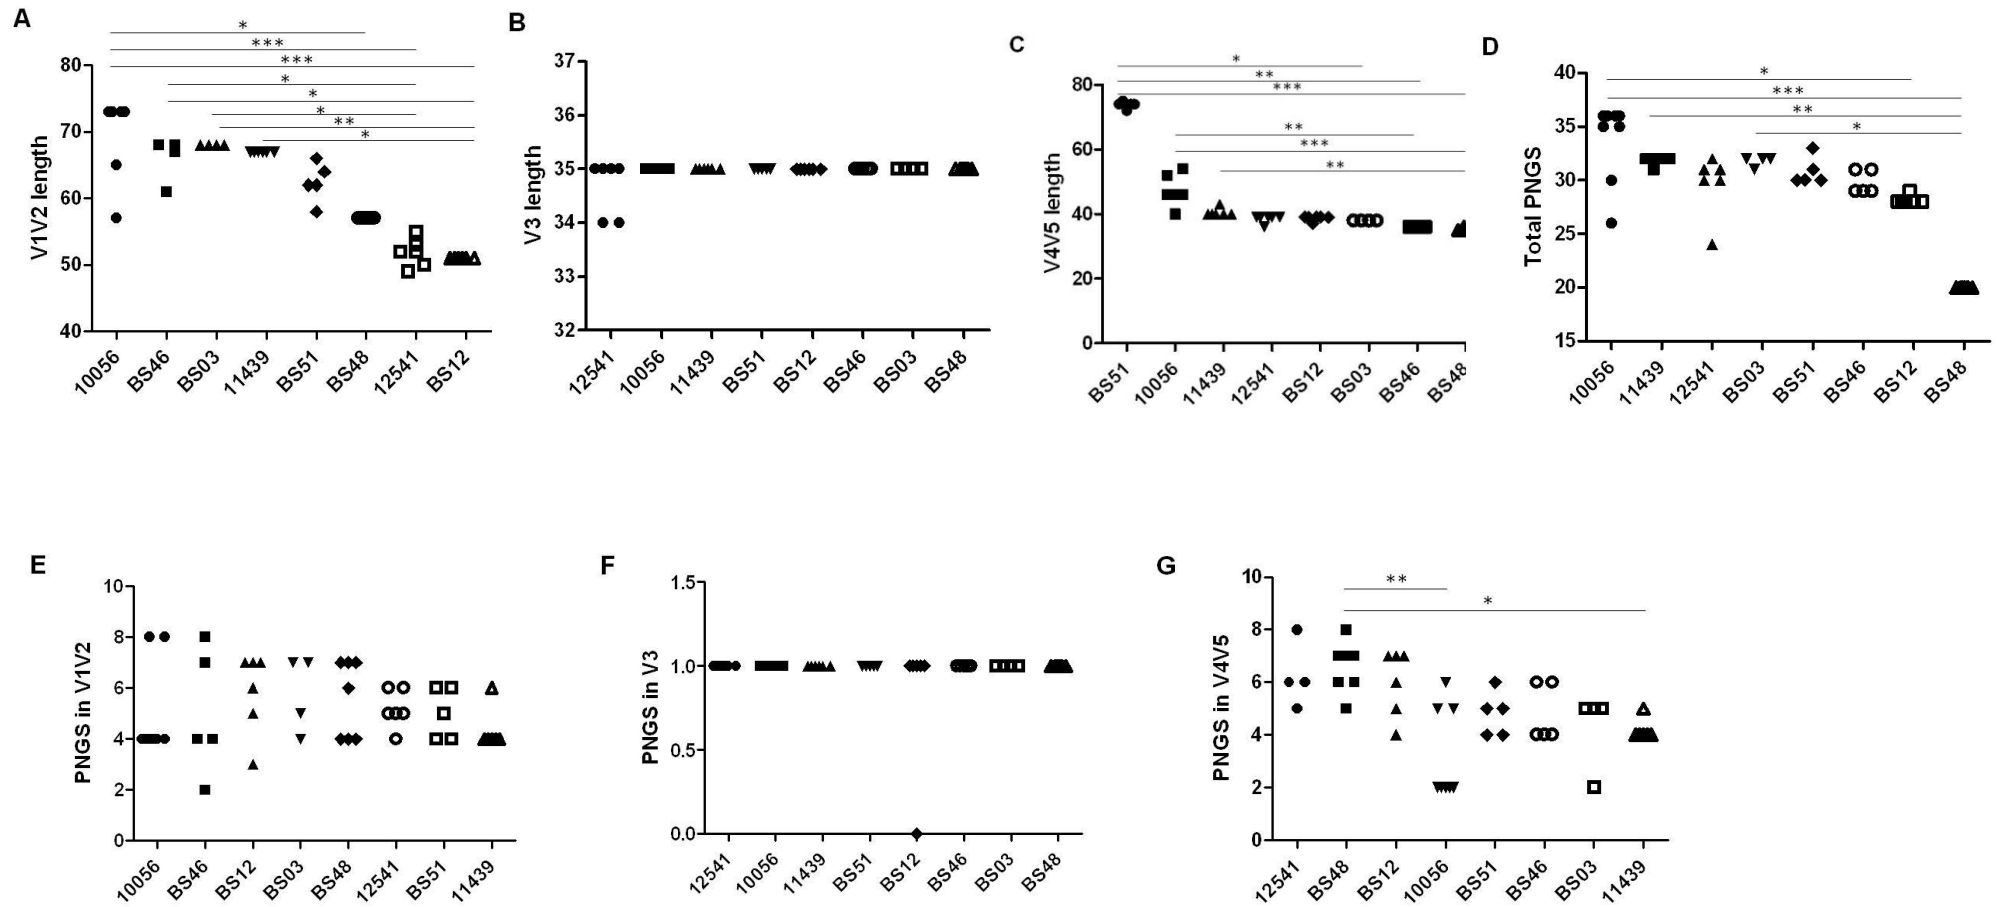 A
*
***
***
*
*
*
**
*
V1V2 length
80
70
60
50
40
10056
BS46
BS03
11439
BS51
BS48
12541
BS12
B
V3 length
37
36
35
34
33
32
12541
10056
11439
BS51
BS12
BS46
BS03
BS48
C
*
**
***
**
***
**
V4V5 length
80
60
40
20
0
BS51
10056
11439
12541
BS12
BS03
BS46
BS48
D
*
***
**
*
Total PNGS
40
35
30
25
20
15
10056
11439
12541
BS03
BS51
BS46
BS12
BS48
E
PNGS in V1V2
10
8
6
4
2
0
10056
BS46
BS12
BS03
BS48
12541
BS51
11439
F
PNGS in V3
1.5
1.0
0.5
0.0
12541
10056
11439
BS51
BS12
BS46
BS03
BS48
G
**
*
PNGS in V4V5
10
8
6
4
2
0
12541
BS48
BS12
10056
BS51
BS46
BS03
11439